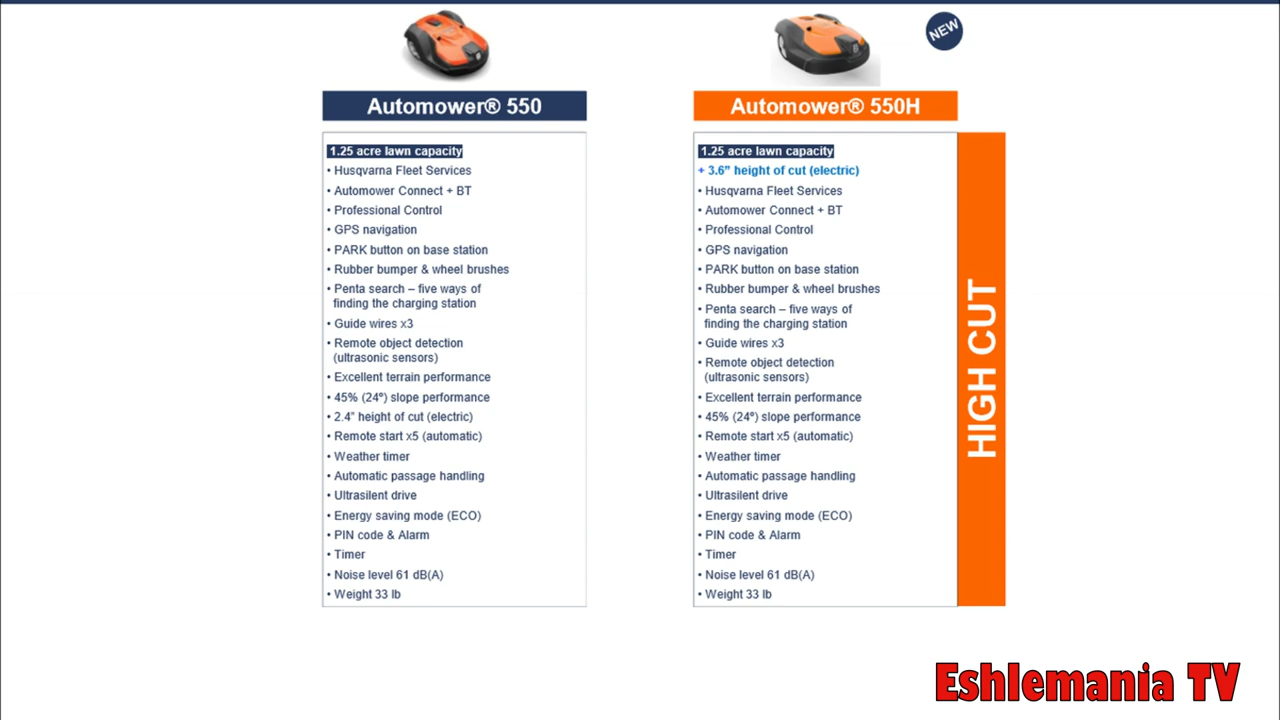 NEW
Automower® 550
1.25 acre lawn capacity
• Husqvarna Fleet Services
• Automower Connect + BT
• Professional Control
• GPS navigation
• PARK button on base station
• Rubber bumper & wheel brushes
• Penta search – five ways of
finding the charging station
• Guide wires x3
• Remote object detection
(ultrasonic sensors)
• Excellent terrain performance
• 45% (24º) slope performance
• 2.4” height of cut (electric)
• Remote start x5 (automatic)
• Weather timer
• Automatic passage handling
• Ultrasilent drive
• Energy saving mode (ECO)
• PIN code & Alarm
• Timer
• Noise level 61 dB(A)
• Weight 33 lb
Automower® 550H
1.25 acre lawn capacity
+ 3.6” height of cut (electric)
• Husqvarna Fleet Services
• Automower Connect + BT
• Professional Control
• GPS navigation
• PARK button on base station
• Rubber bumper & wheel brushes
• Penta search – five ways of
finding the charging station
• Guide wires x3
• Remote object detection
(ultrasonic sensors)
• Excellent terrain performance
• 45% (24º) slope performance
• Remote start x5 (automatic)
• Weather timer
• Automatic passage handling
• Ultrasilent drive
• Energy saving mode (ECO)
• PIN code & Alarm
• Timer
• Noise level 61 dB(A)
• Weight 33 lb
HIGH CUT
Eshlemania TV